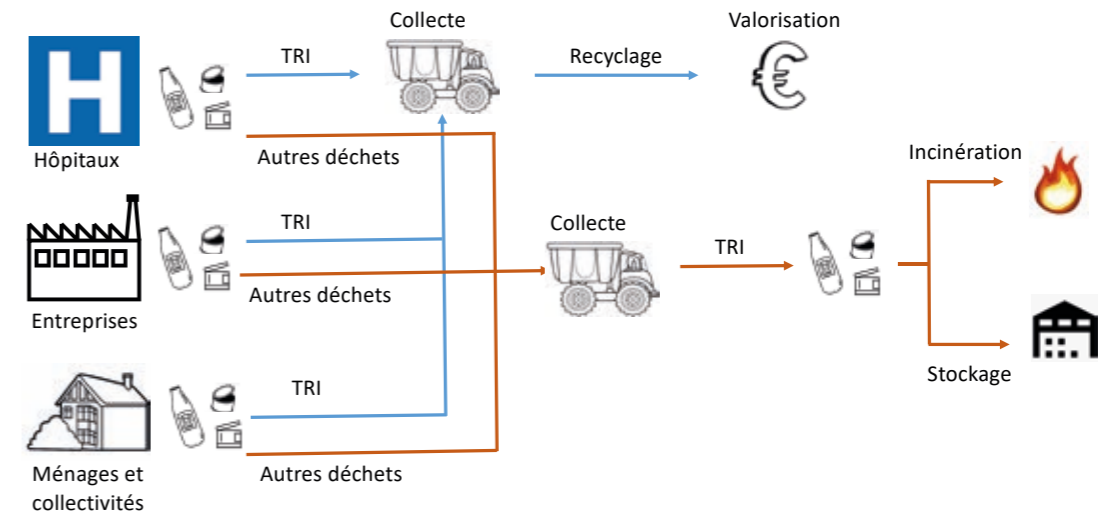 Collecte
Valorisation
TRI
Recyclage
H
€
Autres déchets
Hôpitaux
Incinération
TRI
Collecte
TRI
Autres déchets
Entreprises
Stockage
TRI
Autres déchets
Ménages et
collectivités